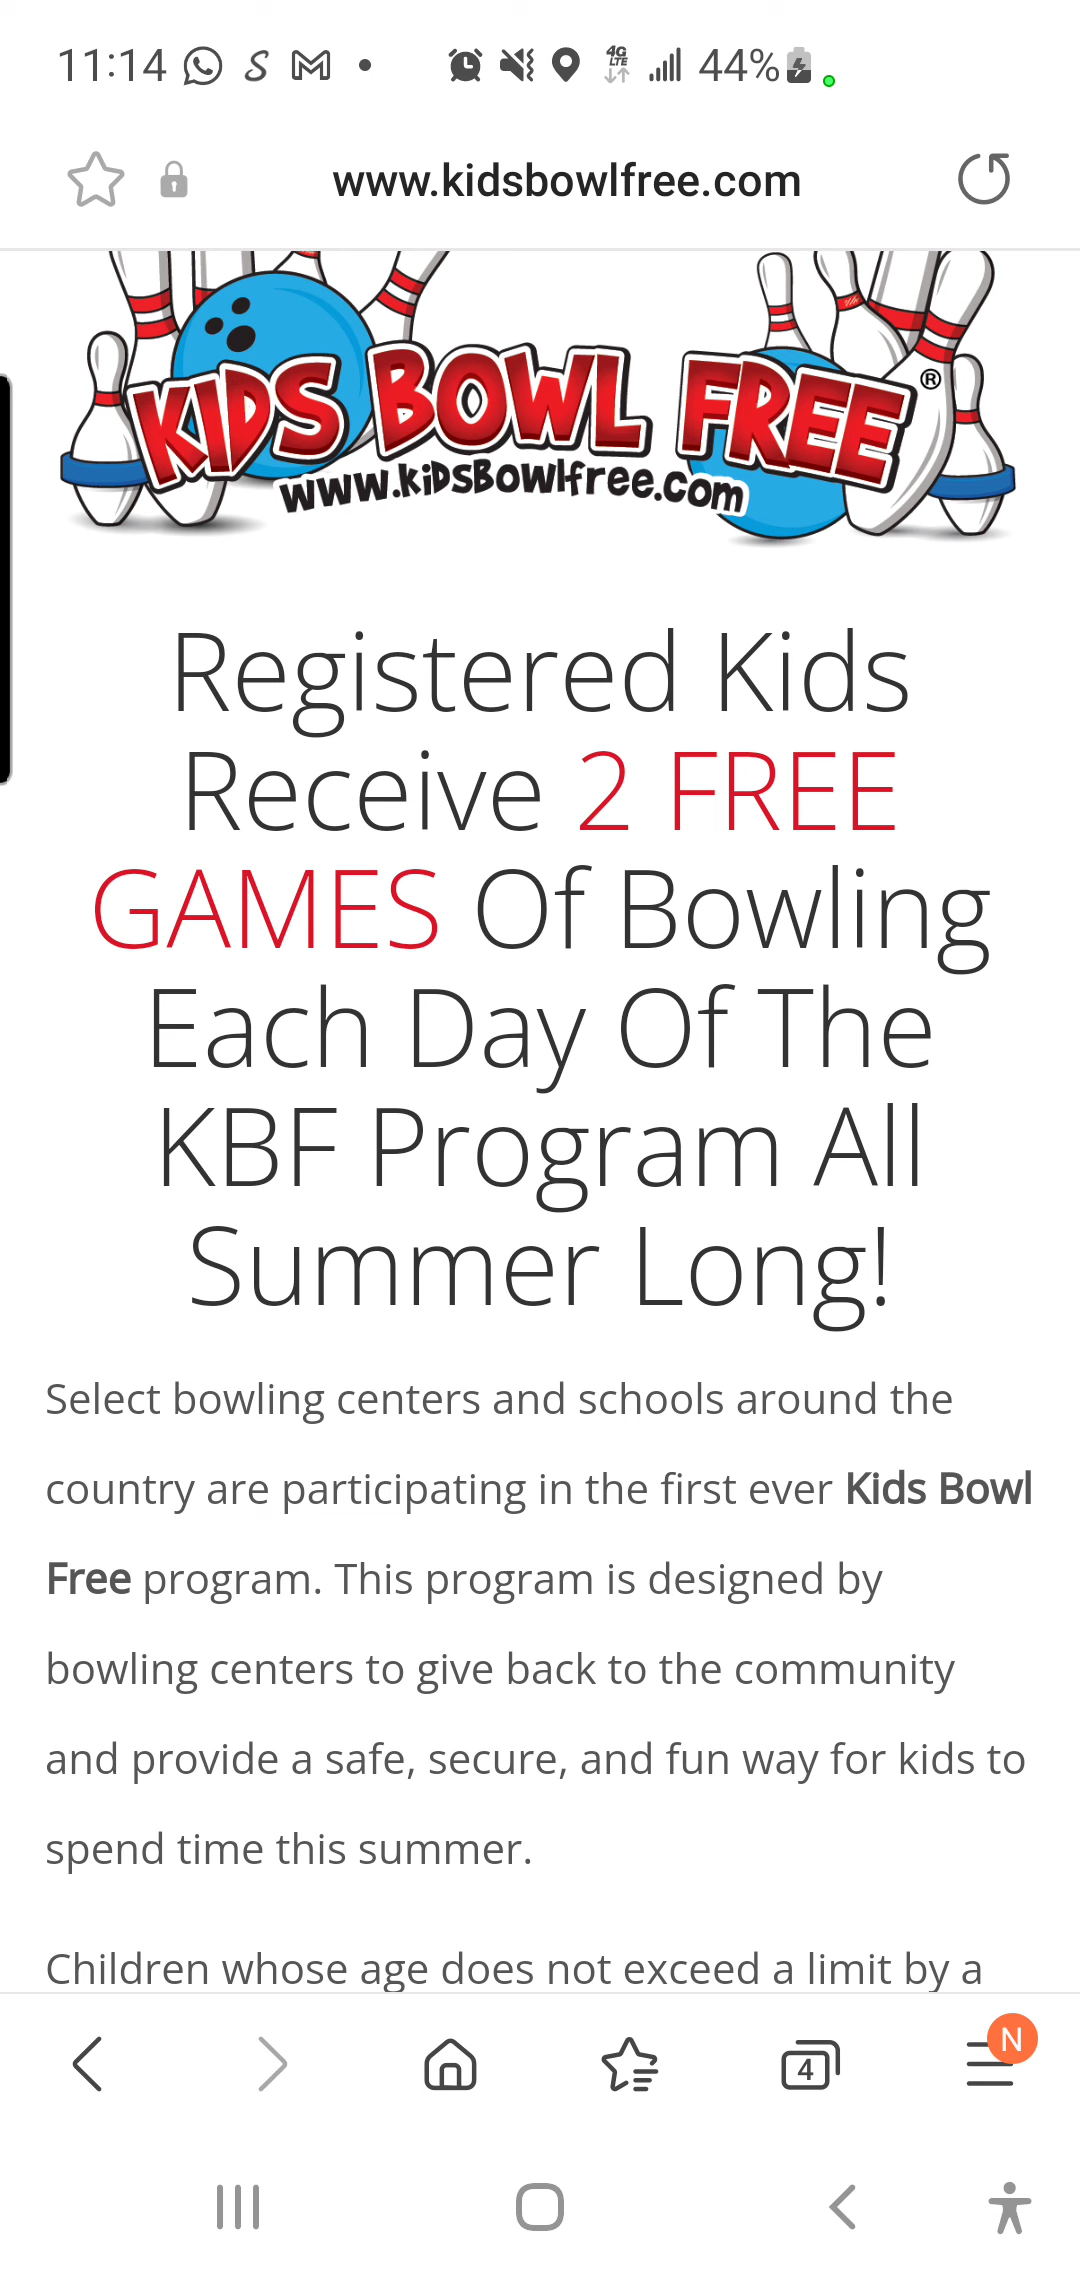 11:14
4G
LTE
44%
www.kidsbowlfree.com
KIDS BOWL FREE®
www.kiDSBowlfree.com
Registered Kids
Receive 2 FREE
GAMES Of Bowling
Each Day Of The
KBF Program All
Summer Long!
Select bowling centers and schools around the
country are participating in the first ever Kids Bowl
Free program. This program is designed by
bowling centers to give back to the community
and provide a safe, secure, and fun way for kids to
spend time this summer.
Children whose age does not exceed a limit by a
4
N